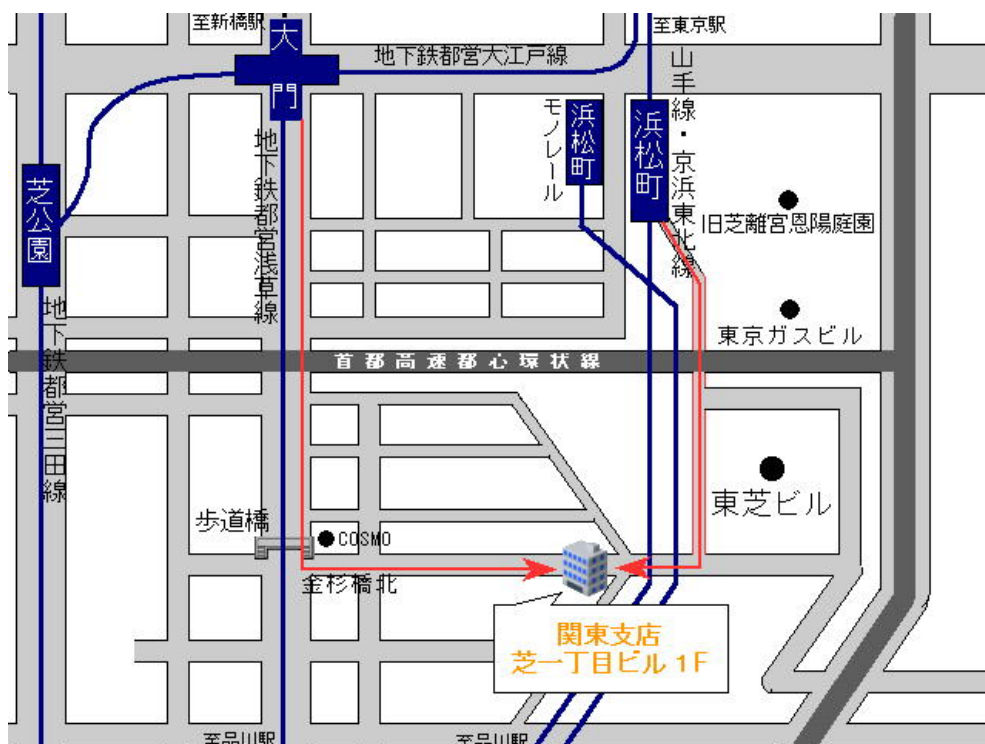 至新橋駅
至東京駅
大門
地下鉄都営大江戸線
山手線・京浜東北線
モノレール
浜松町
浜松町
芝公園
地下鉄都営浅草線
旧芝離宮恩陽庭園
地下鉄都営三田線
東京ガスビル
首都高速都心環状線
東芝ビル
歩道橋
COSMO
金杉橋北
関東支店
芝一丁目ビル1F
至品川駅
至品川駅